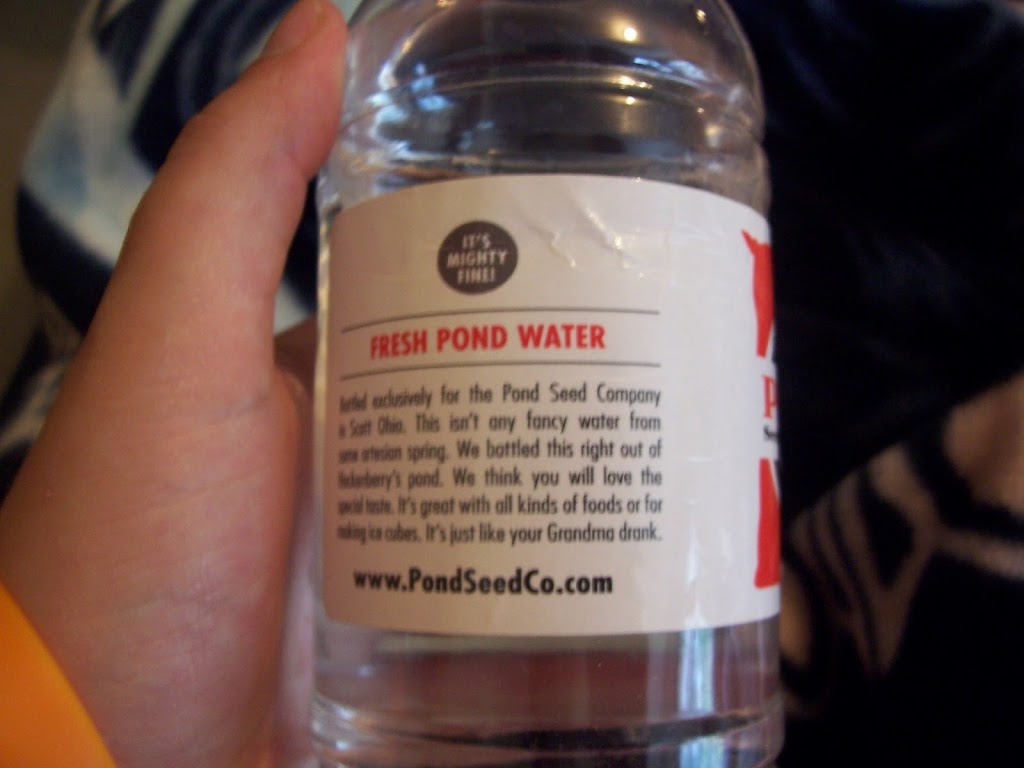 IT'S
MIGHTY
FINE!
FRESH POND WATER
Bottled exclusively for the Pond Seed Company
in Scott Ohio. This isn't any fancy water from
some artesian spring. We bottled this right out of
Hockenberry's pond. We think you will love the
special taste. It's great with all kinds of foods or for
making ice cubes. It's just like your Grandma drank.
www.PondSeedCo.com